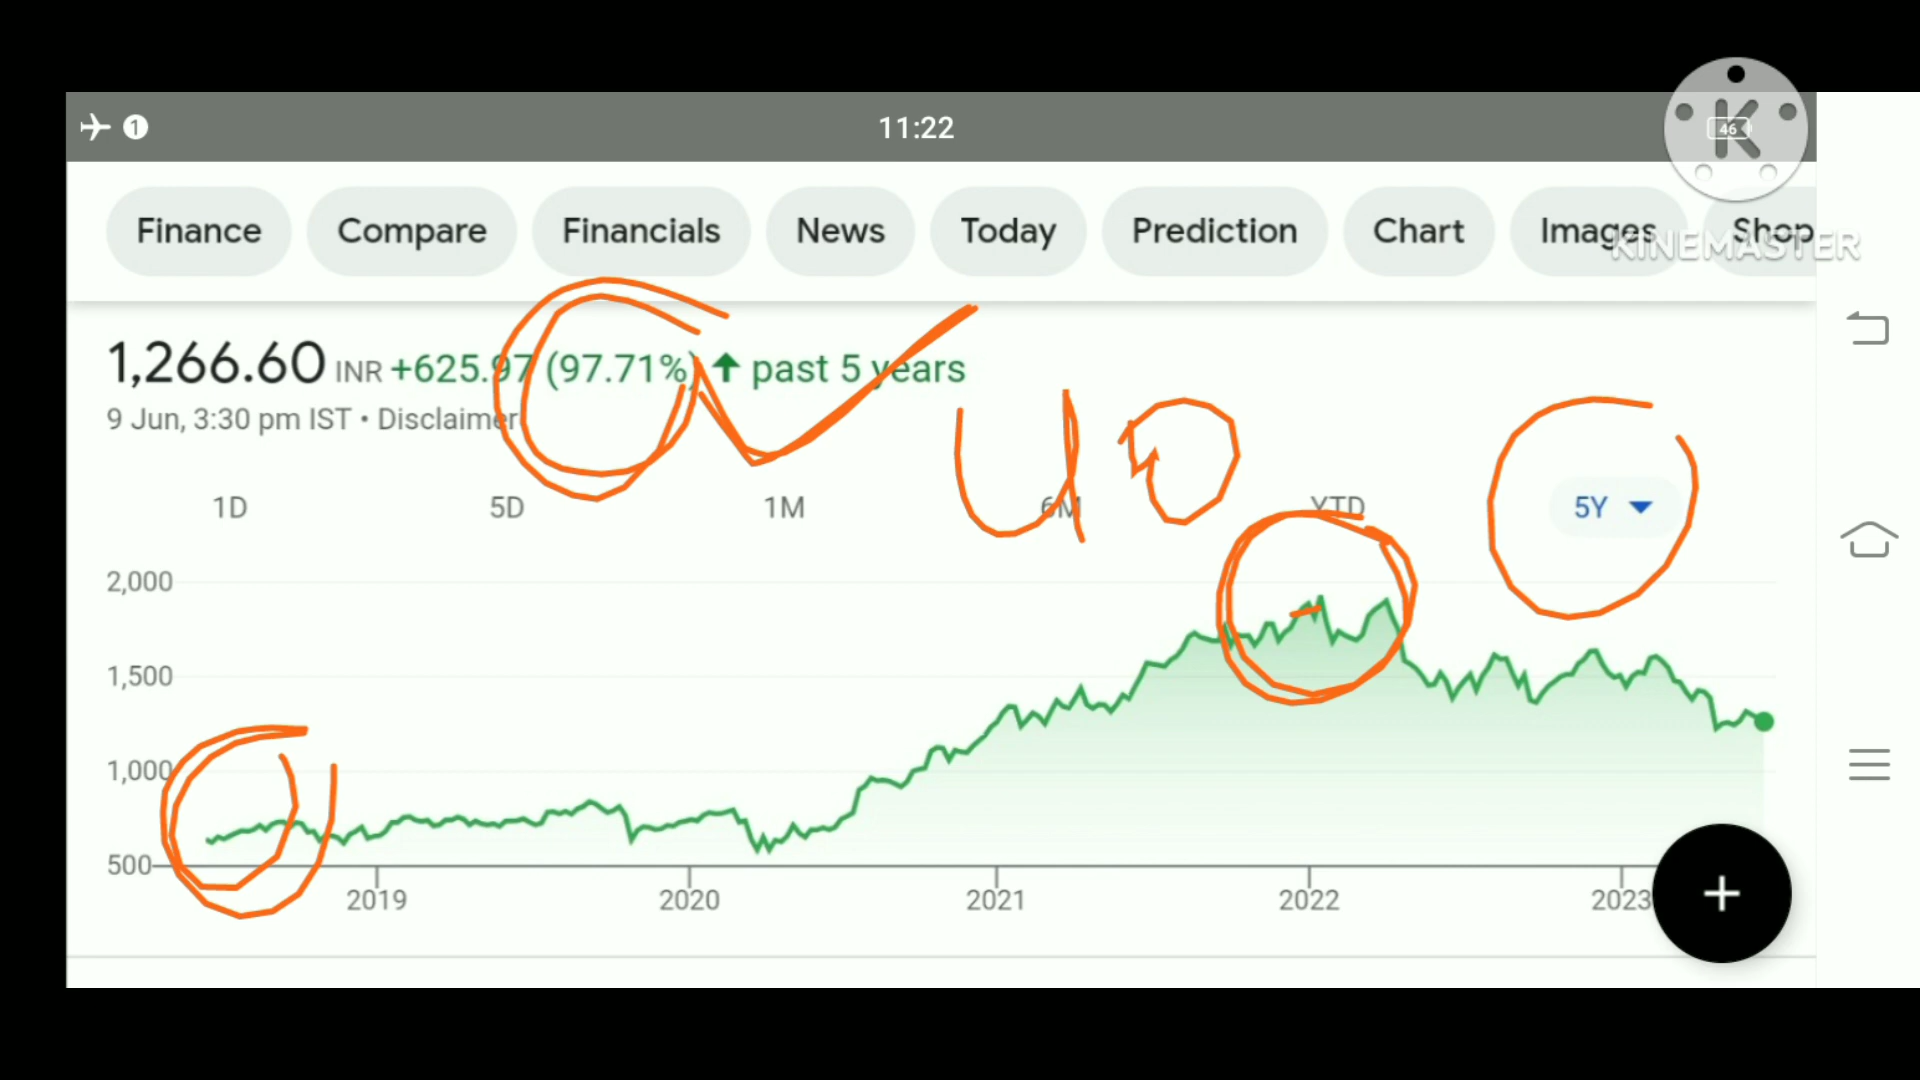 11:22
1
46
K
Finance Compare Financials News Today Prediction Chart Images Shop
KINEMASTER
1,266.60 INR +625.97 (97.71%) past 5 years
9 Jun, 3:30 pm IST • Disclaimer
up
1D 5D 1M 6M YTD 5Y
2,000
1,500
1,000
500
2019 2020 2021 2022 2023